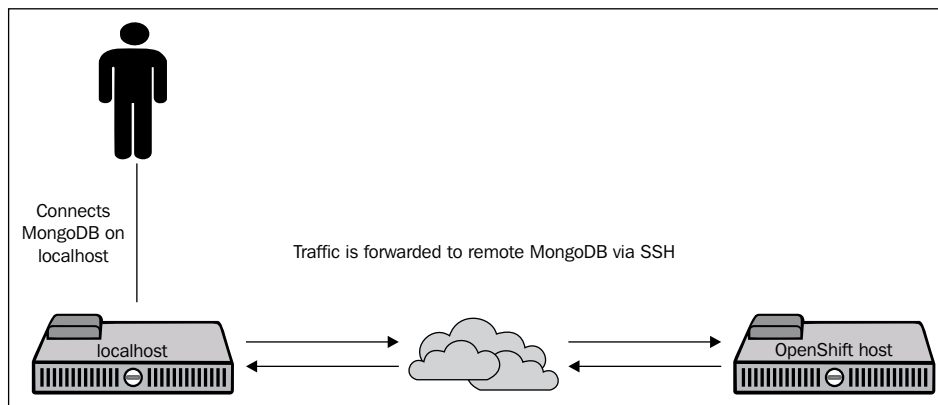 Connects
MongoDB on
localhost
Traffic is forwarded to remote MongoDB via SSH
localhost
OpenShift host